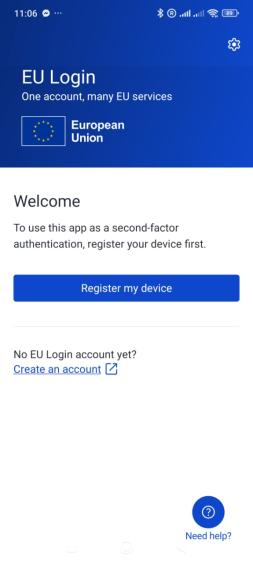 11:06
EU Login
One account, many EU services
European
Union
Welcome
To use this app as a second-factor
authentication, register your device first.
Register my device
No EU Login account yet?
Create an account
Need help?